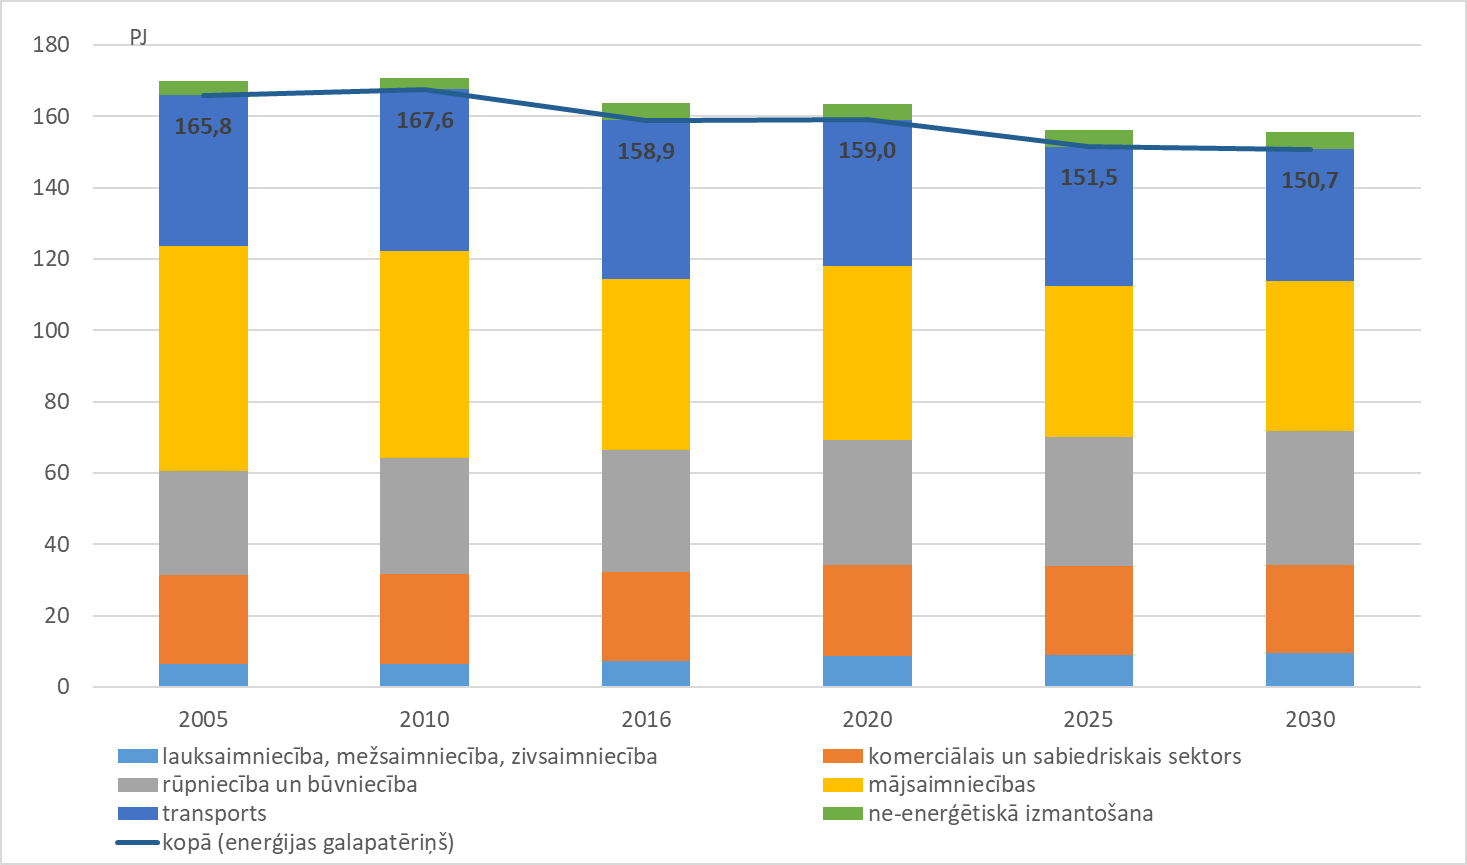 PJ
180
160
140
120
100
80
60
40
20
0
165,8
167,6
158,9
159,0
151,5
150,7
2005 2010 2016 2020 2025 2030
lauksaimniecība, mežsaimniecība, zivsaimniecība
komerciālais un sabiedriskais sektors
rūpniecība un būvniecība
mājsaimniecības
transports
ne-enerģētiskā izmantošana
kopā (enerģijas galapatēriņš)